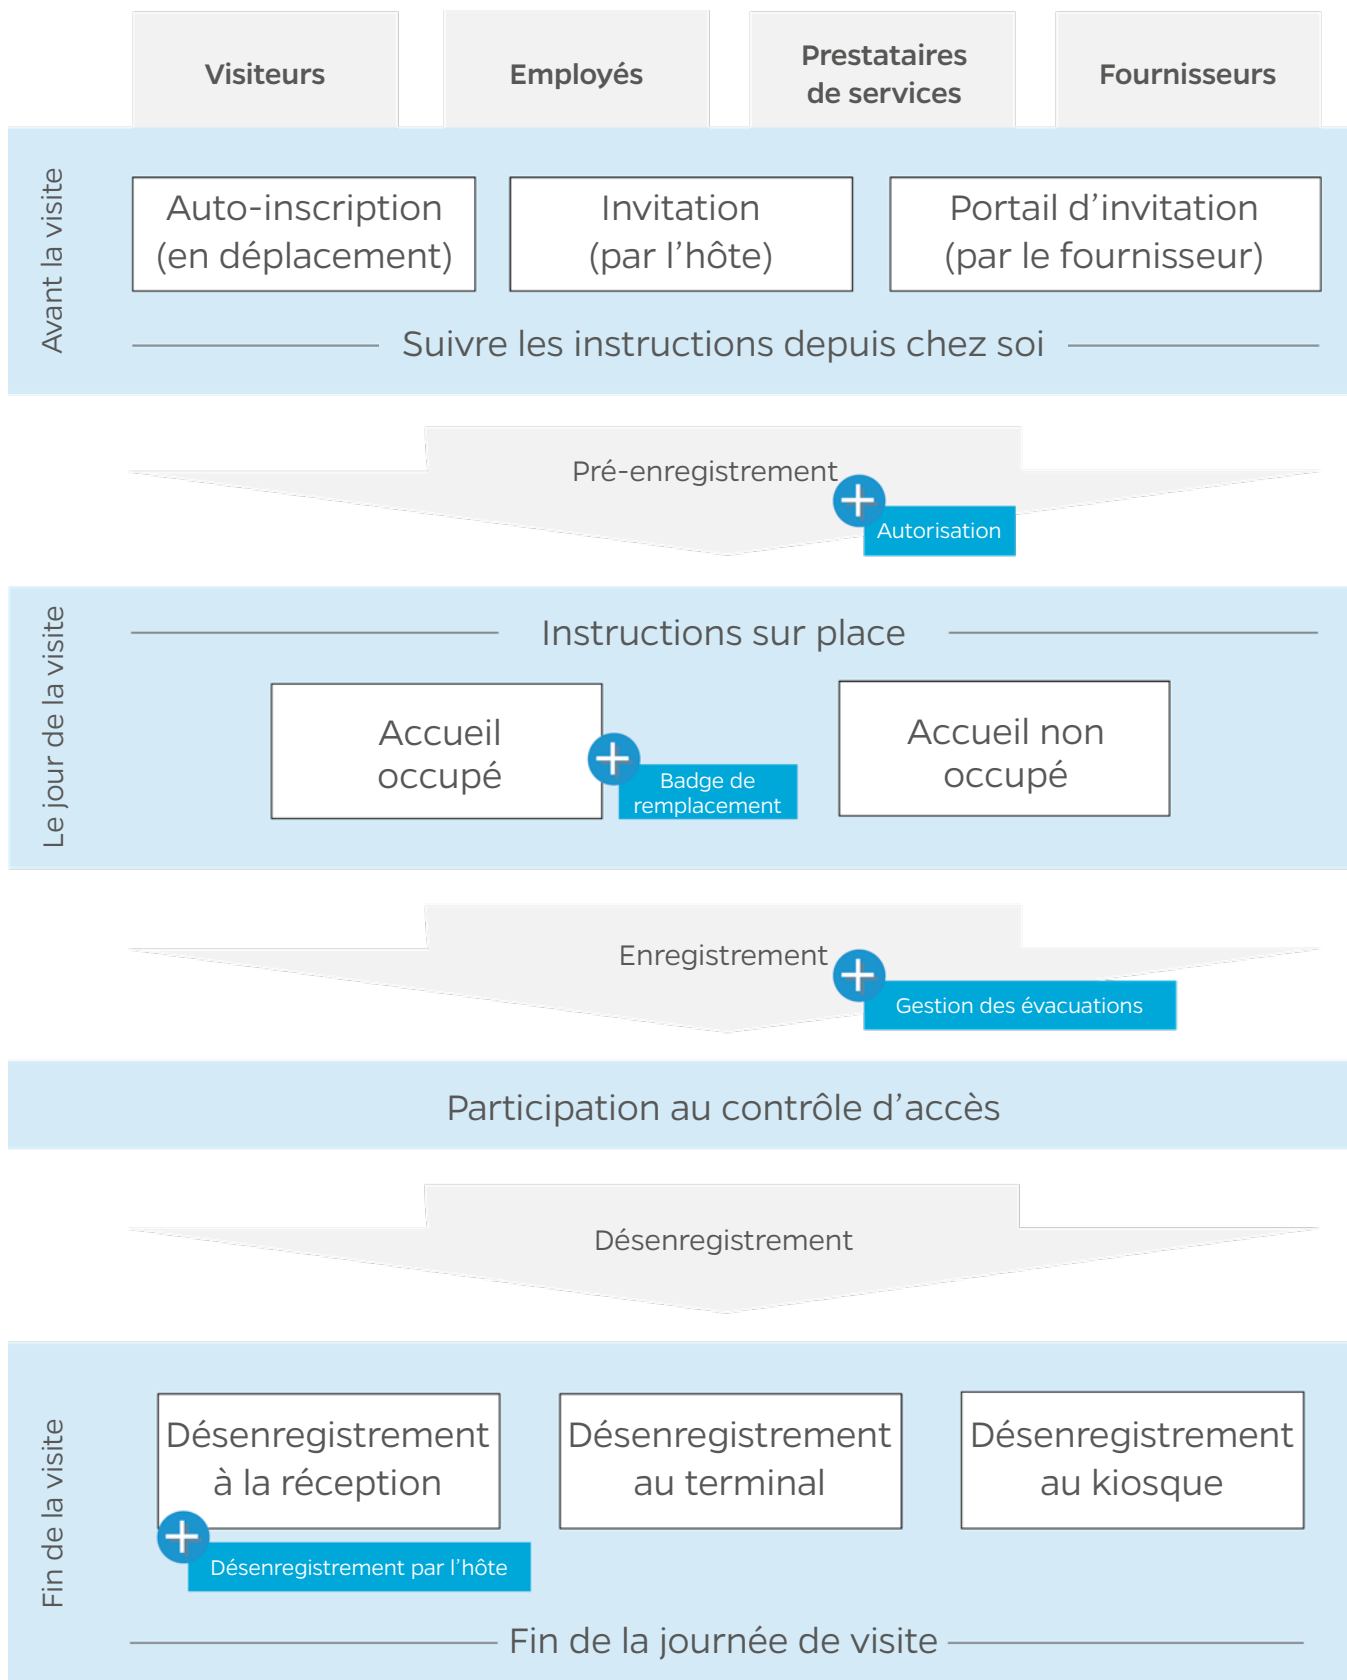 Visiteurs
Employés
Prestataires
de services
Fournisseurs
Avant la visite
Auto-inscription
(en déplacement)
Invitation
(par l'hôte)
Portail d'invitation
(par le fournisseur)
Suivre les instructions depuis chez soi
Pré-enregistrement
Autorisation
Le jour de la visite
Instructions sur place
Accueil
occupé
Badge de
remplacement
Accueil non
occupé
Enregistrement
Gestion des évacuations
Participation au contrôle d'accès
Désenregistrement
Fin de la visite
Désenregistrement
à la réception
Désenregistrement par l'hôte
Désenregistrement
au terminal
Désenregistrement
au kiosque
Fin de la journée de visite